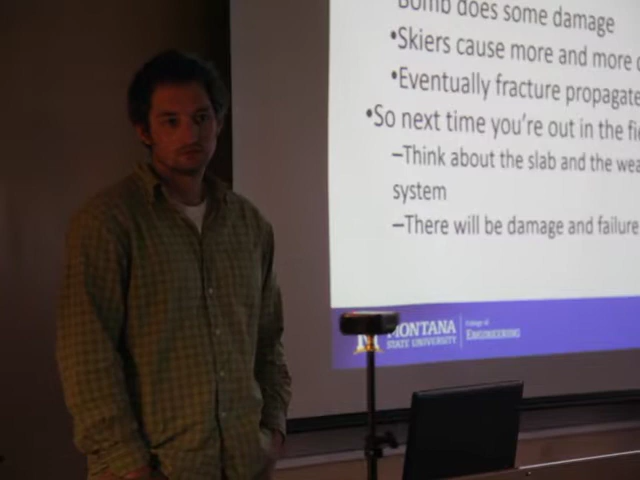 Bomb does some damage
•Skiers cause more and more
•Eventually fracture propagate
•So next time you're out in the fi
–Think about the slab and the wea
system
–There will be damage and failure
MONTANA
STATE UNIVERSITY
College of
ENGINEERING